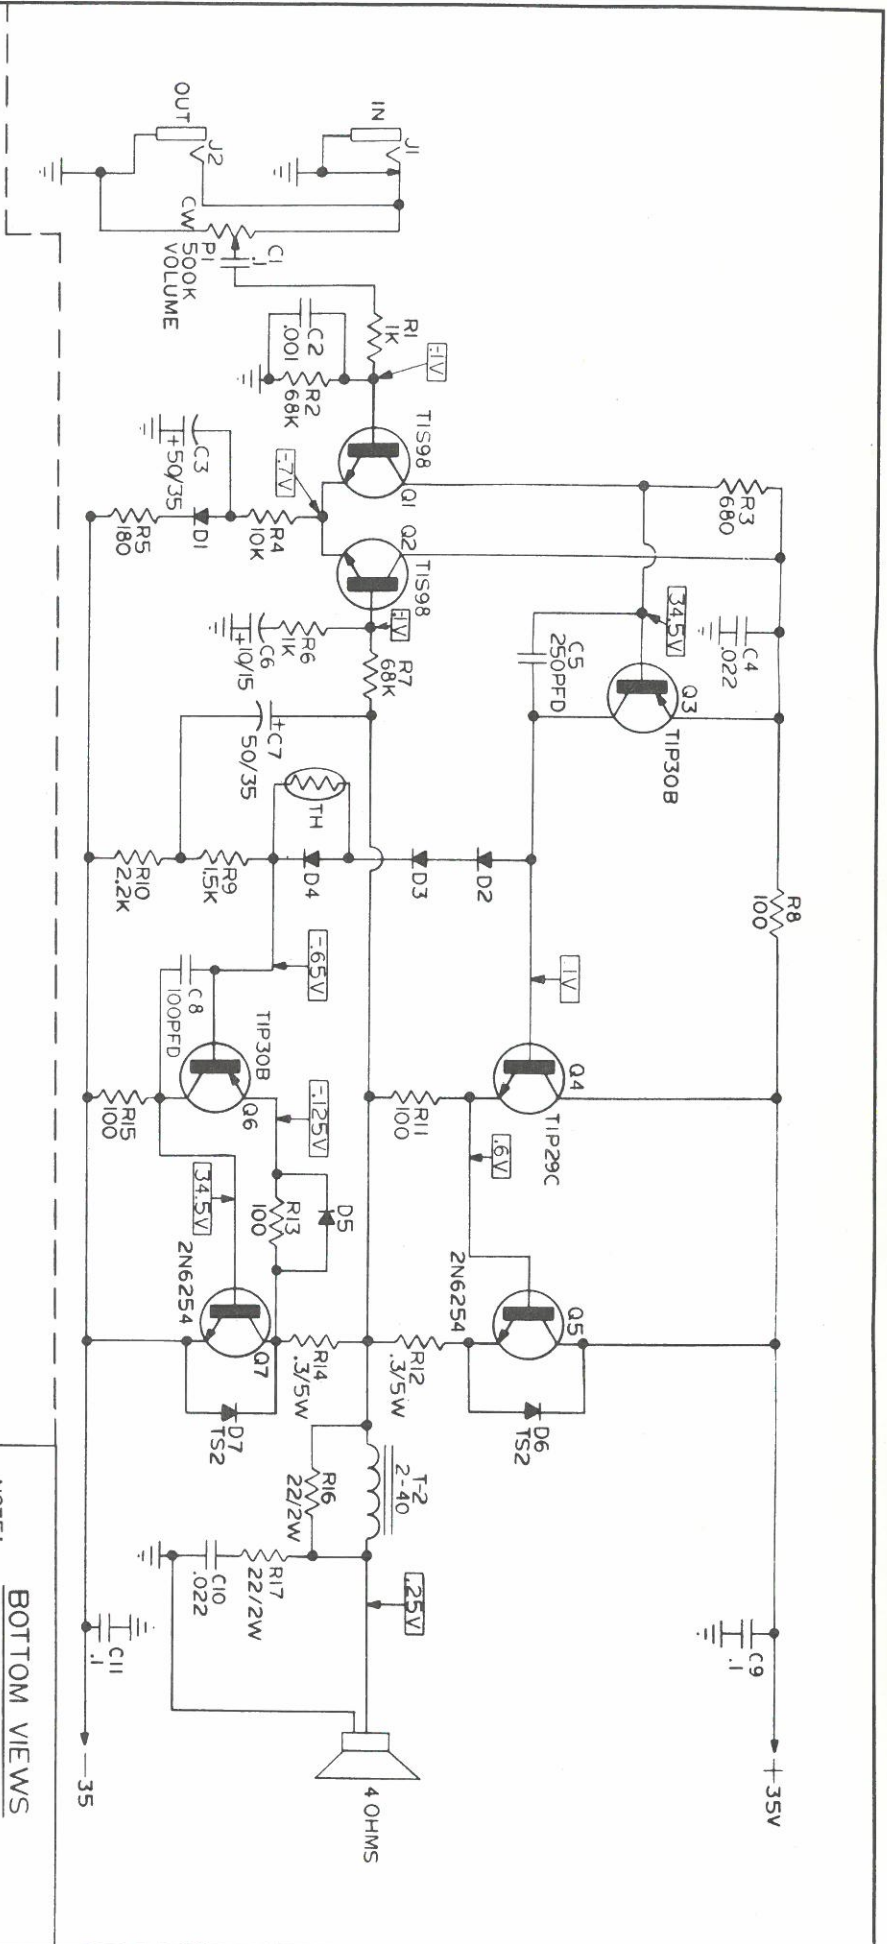 IN
J1
OUT
J2
CW
P1
500K
VOLUME
C1
.1
R1
1K
C2
.001
R2
68K
-.1V
TIS98
Q1
-.7V
C3
+50/35
D1
R4
10K
R5
180
Q2
TIS98
-.1V
R6
1K
C6
+10/15
R7
68K
R3
680
34.5V
C4
.022
C5
250PFD
Q3
TIP30B
+C7
50/35
TH
D4
D3
D2
R9
1.5K
R10
2.2K
R8
100
-.65V
.1V
C8
100PFD
TIP30B
Q6
-.125V
R15
100
R11
100
Q4
TIP29C
.6V
34.5V
R13
100
D5
2N6254
Q7
R14
.3/5W
R12
.3/5W
2N6254
Q5
D7
TS2
D6
TS2
T-2
2-40
R16
22/2W
R17
22/2W
C10
.022
.25V
C11
.1
C9
.1
4 OHMS
-35
+35V
BOTTOM VIEWS